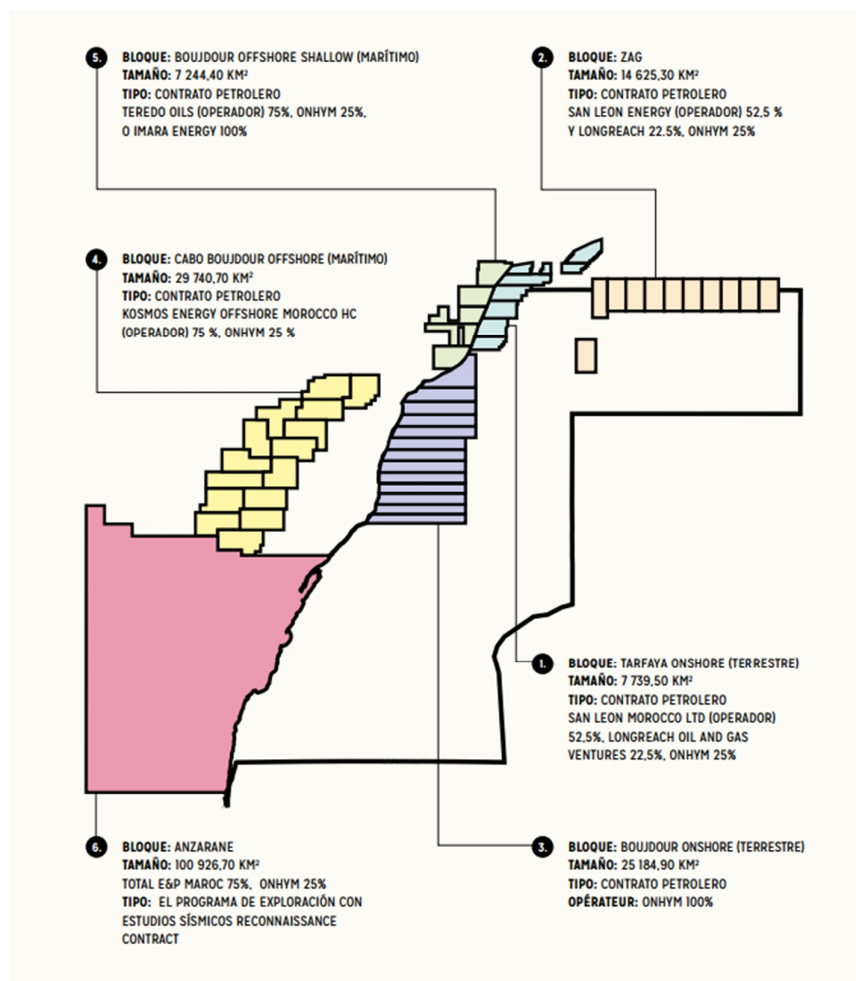 5. BLOQUE: BOUJDOUR OFFSHORE SHALLOW (MARÍTIMO)
TAMAÑO: 7 244,40 KM²
TIPO: CONTRATO PETROLERO
TEREDO OILS (OPERADOR) 75%, ONHYM 25%,
O IMARA ENERGY 100%
2. BLOQUE: ZAG
TAMAÑO: 14 625,30 KM²
TIPO: CONTRATO PETROLERO
SAN LEON ENERGY (OPERADOR) 52,5 %
Y LONGREACH 22.5%, ONHYM 25%
4. BLOQUE: CABO BOUJDOUR OFFSHORE (MARÍTIMO)
TAMAÑO: 29 740,70 KM²
TIPO: CONTRATO PETROLERO
KOSMOS ENERGY OFFSHORE MOROCCO HC
(OPERADOR) 75 %, ONHYM 25 %
1. BLOQUE: TARFAYA ONSHORE (TERRESTRE)
TAMAÑO: 7 739,50 KM²
TIPO: CONTRATO PETROLERO
SAN LEON MOROCCO LTD (OPERADOR)
52,5%, LONGREACH OIL AND GAS
VENTURES 22,5%, ONHYM 25%
6. BLOQUE: ANZARANE
TAMAÑO: 100 926,70 KM²
TOTAL E&P MAROC 75%, ONHYM 25%
TIPO: EL PROGRAMA DE EXPLORACIÓN CON
ESTUDIOS SÍSMICOS RECONNAISSANCE
CONTRACT
3. BLOQUE: BOUJDOUR ONSHORE (TERRESTRE)
TAMAÑO: 25 184,90 KM²
TIPO: CONTRATO PETROLERO
OPÉRATEUR: ONHYM 100%